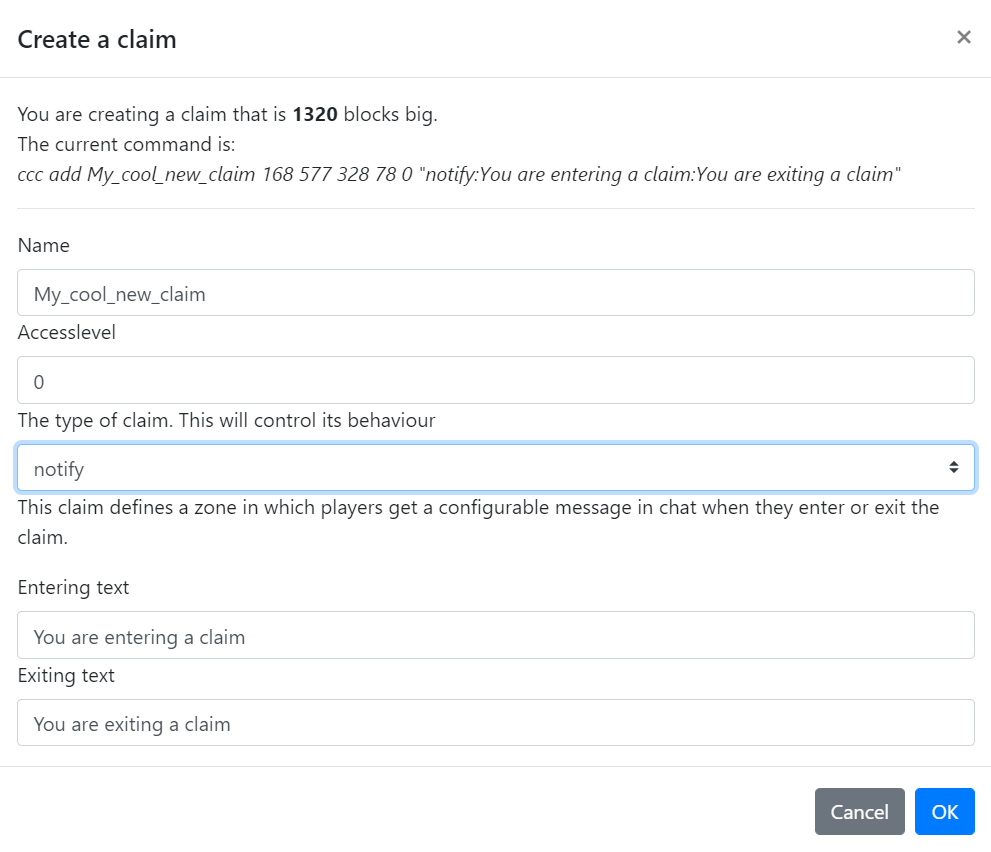 Create a claim
×
You are creating a claim that is 1320 blocks big.
The current command is:
ccc add My_cool_new_claim 168 577 328 78 0 "notify:You are entering a claim:You are exiting a claim"
Name
My_cool_new_claim
Accesslevel
0
The type of claim. This will control its behaviour
notify
This claim defines a zone in which players get a configurable message in chat when they enter or exit the
claim.
Entering text
You are entering a claim
Exiting text
You are exiting a claim
Cancel OK